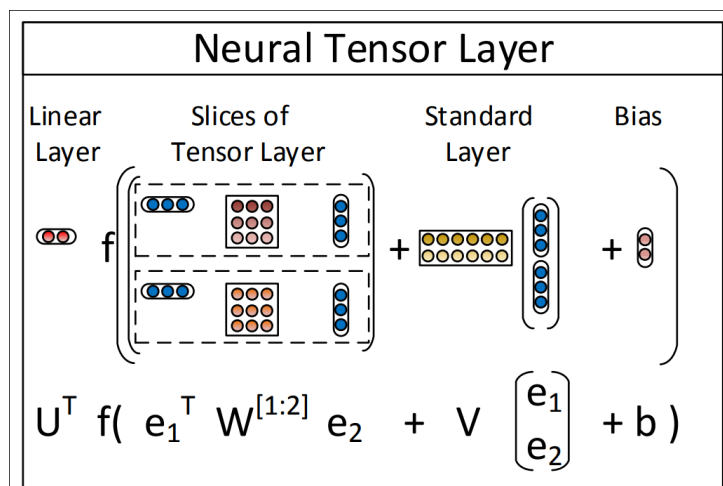 Neural Tensor Layer
Linear Layer
Slices of Tensor Layer
Standard Layer
Bias
f + +
U^T f( e_1^T W^[1:2] e_2 + V [e_1 e_2] + b )